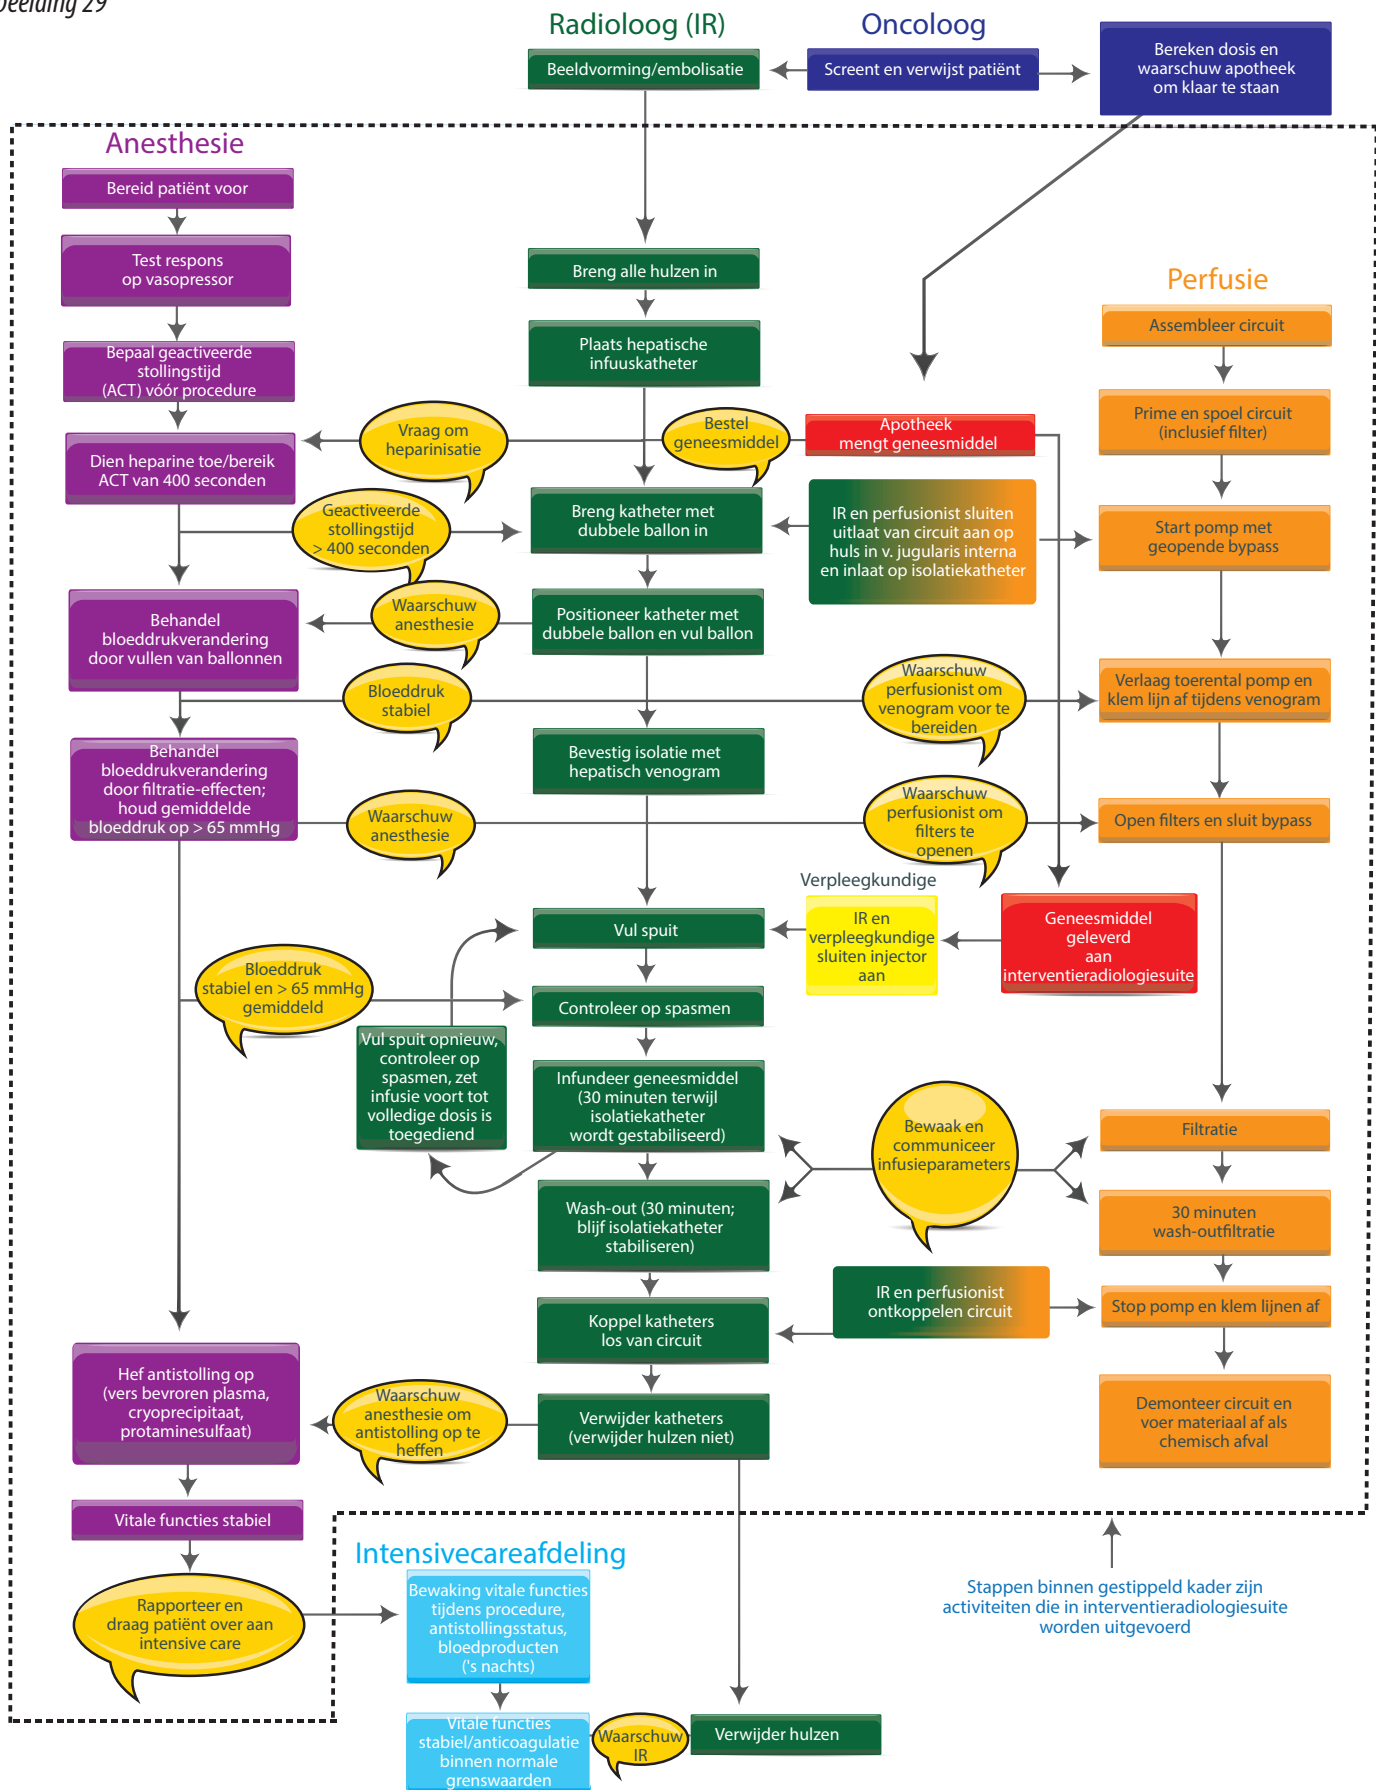 Radioloog (IR)
Oncoloog
Beeldvorming/embolisatie
Screent en verwijst patiënt
Bereken dosis en
waarschuw apotheek
om klaar te staan
Anesthesie
Bereid patiënt voor
Test respons
op vasopressor
Breng alle hulzen in
Perfusie
Assembleer circuit
Bepaal geactiveerde
stollingstijd
(ACT) vóór procedure
Plaats hepatische
infuuskatheter
Prime en spoel circuit
(inclusief filter)
Vraag om
heparinisatie
Bestel
geneesmiddel
Apotheek
mengt geneesmiddel
Dien heparine toe/bereik
ACT van 400 seconden
Geactiveerde
stollingstijd
> 400 seconden
Breng katheter met
dubbele ballon in
IR en perfusionist sluiten
uitlaat van circuit aan op
huls in v. jugularis interna
en inlaat op isolatiekatheter
Start pomp met
geopende bypass
Behandel
bloeddrukverandering
door vullen van ballonnen
Waarschuw
anesthesie
Positioneer katheter met
dubbele ballon en vul ballon
Bloeddruk
stabiel
Waarschuw
perfusionist om
venogram voor te
bereiden
Verlaag toerental pomp en
klem lijn af tijdens venogram
Behandel
bloeddrukverandering
door filtratie-effecten;
houd gemiddelde
bloeddruk op > 65 mmHg
Bevestig isolatie met
hepatisch venogram
Waarschuw
anesthesie
Waarschuw
perfusionist om
filters te
openen
Open filters en sluit bypass
Verpleegkundige
Vul spuit
IR en
verpleegkundige
sluiten injector
aan
Geneesmiddel
geleverd
aan
interventieradiologiesuite
Bloeddruk
stabiel en > 65 mmHg
gemiddeld
Controleer op spasmen
Vul spuit opnieuw,
controleer op
spasmen, zet
infusie voort tot
volledige dosis is
toegediend
Infundeer geneesmiddel
(30 minuten terwijl
isolatiekatheter
wordt gestabiliseerd)
Bewaak en
communiceer
infusieparameters
Filtratie
Wash-out (30 minuten;
blijf isolatiekatheter
stabiliseren)
30 minuten
wash-outfiltratie
IR en perfusionist
ontkoppelen circuit
Stop pomp en klem lijnen af
Koppel katheters
los van circuit
Hef antistolling op
(vers bevroren plasma,
cryoprecipitaat,
protaminesulfaat)
Waarschuw
anesthesie om
antistolling op te
heffen
Verwijder katheters
(verwijder hulzen niet)
Demonteer circuit en
voer materiaal af als
chemisch afval
Vitale functies stabiel
Intensivecareafdeling
Rapporteer en
draag patiënt over aan
intensive care
Bewaking vitale functies
tijdens procedure,
antistollingsstatus,
bloedproducten
('s nachts)
Stappen binnen gestippeld kader zijn
activiteiten die in interventieradiologiesuite
worden uitgevoerd
Vitale functies
stabiel/anticoagulatie
binnen normale
grenswaarden
Waarschuw
IR
Verwijder hulzen